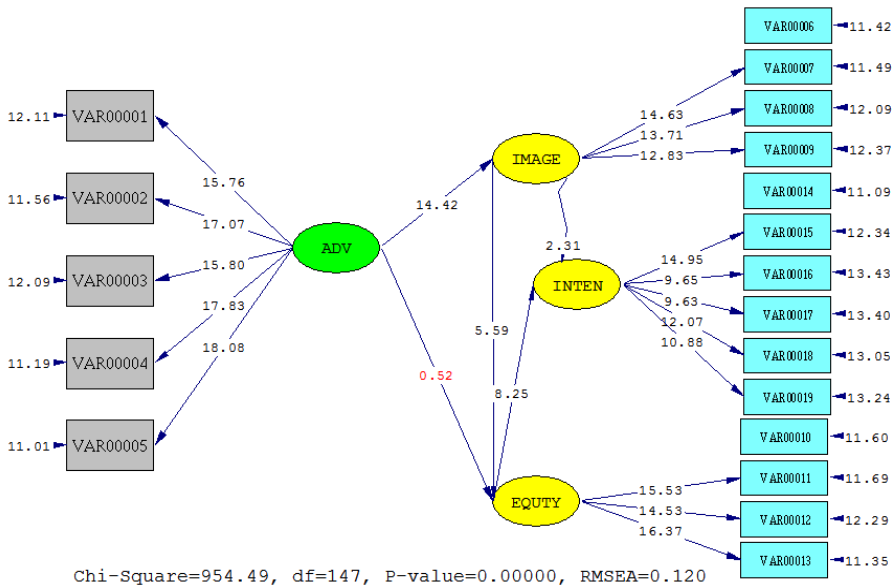 VAR00006 11.42
VAR00007 11.49
12.11 VAR00001
14.63
VAR00008 12.09
13.71
IMAGE
12.83
VAR00009 12.37
15.76
11.56 VAR00002
VAR00014 11.09
14.42
17.07
VAR00015 12.34
ADV
2.31
15.80
14.95
VAR00016 13.43
12.09 VAR00003
INTEN
9.65
9.63
VAR00017 13.40
17.83
12.07
5.59
10.88
18.08
VAR00018 13.05
11.19 VAR00004
0.52
8.25
VAR00019 13.24
VAR00010 11.60
11.01 VAR00005
VAR00011 11.69
15.53
EQUTY
14.53
VAR00012 12.29
16.37
VAR00013 11.35
Chi-Square=954.49, df=147, P-value=0.00000, RMSEA=0.120